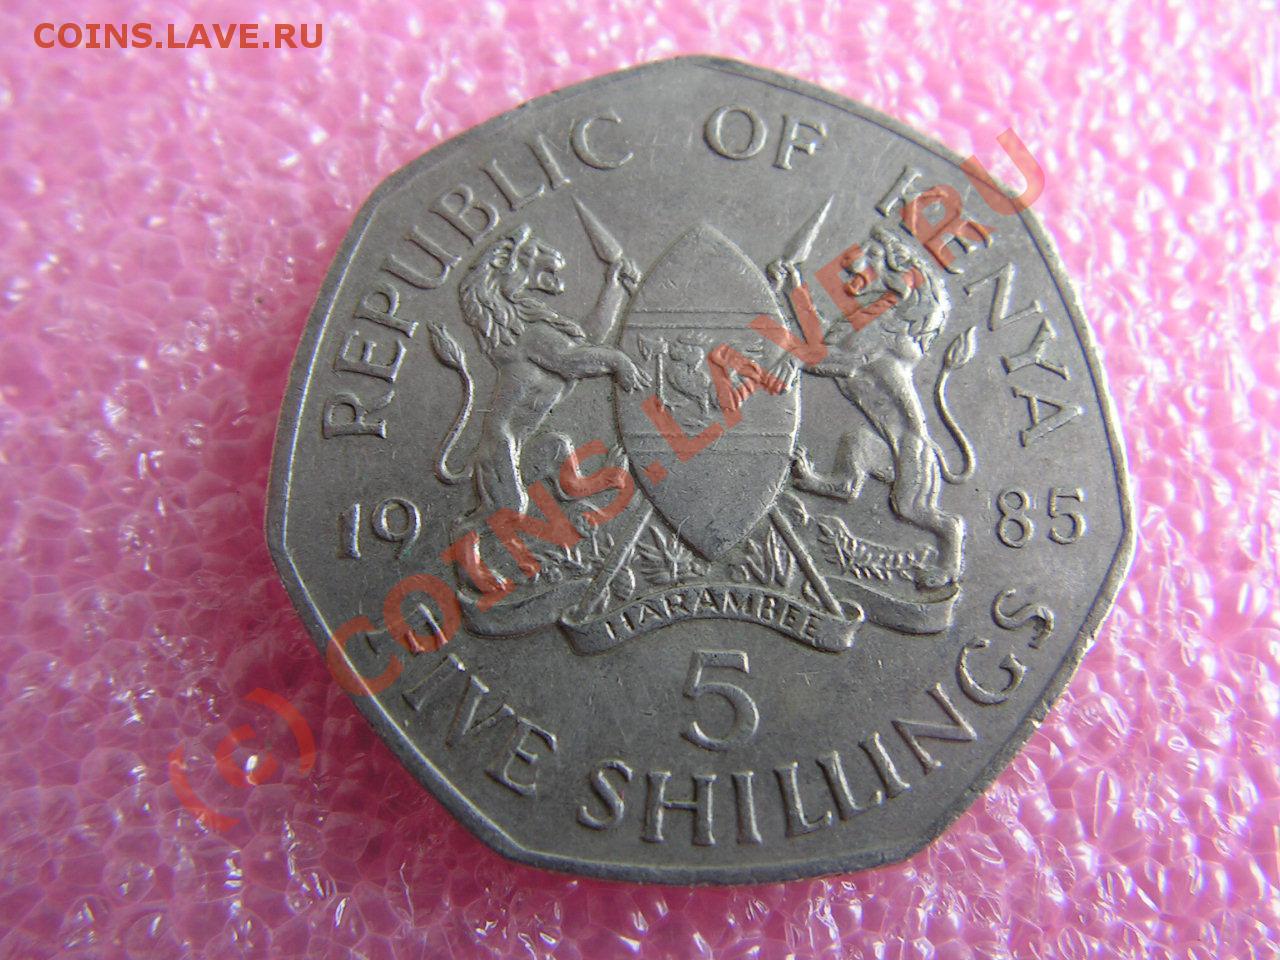 COINS.LAVE.RU
REPUBLIC OF KENYA
19 85
HARAMBEE
5
FIVE SHILLINGS
(c) COINS.LAVE.RU